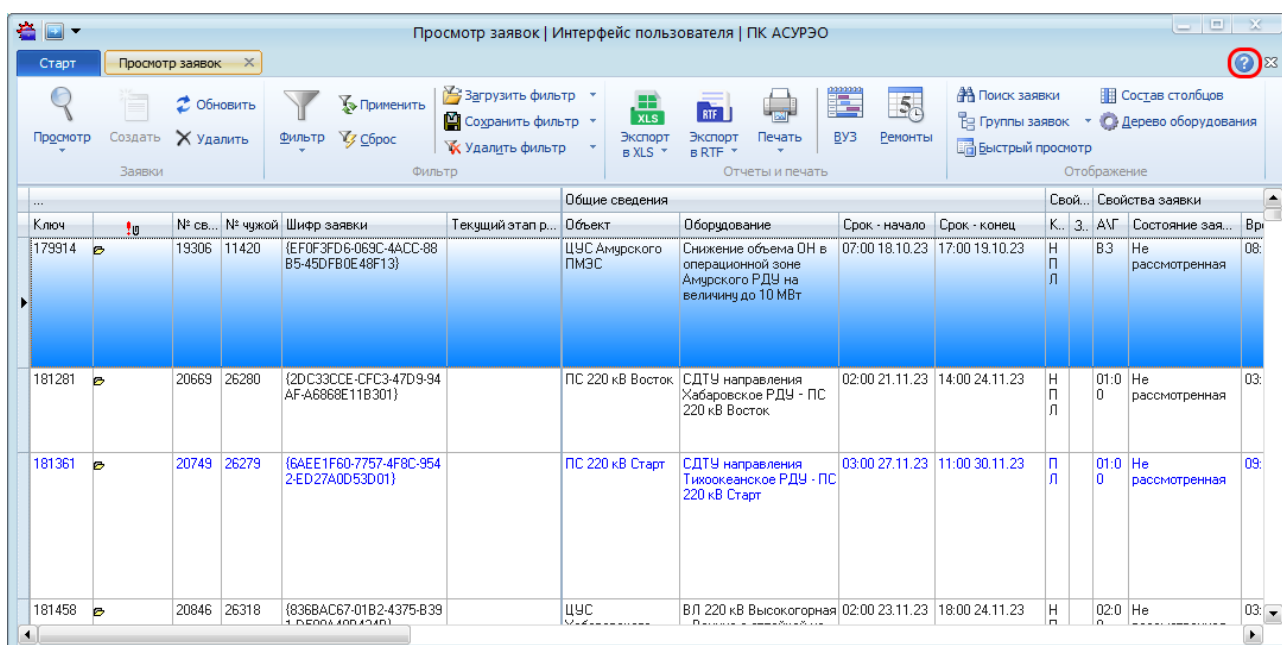 Просмотр заявок | Интерфейс пользователя | ПК АСУРЭО
Старт Просмотр заявок
Просмотр Создать Обновить Удалить
Заявки
Фильтр Применить Сброс Загрузить фильтр Сохранить фильтр Удалить фильтр
Фильтр
XLS Экспорт в XLS RTF Экспорт в RTF Печать ВУЗ 5 Ремонты
Отчеты и печать
Поиск заявки Группы заявок Быстрый просмотр Состав столбцов Дерево оборудования
Отображение
... Общие сведения Свой... Свойства заявки
Ключ № св... № чужой Шифр заявки Текущий этап р... Объект Оборудование Срок - начало Срок - конец К.. З.. А\Г Состояние зая... Вр
179914 19306 11420 {EF0F3FD6-069C-4ACC-88 ЦУС Амурского Снижение объема ОН в 07:00 18.10.23 17:00 19.10.23 Н ВЗ Не 08:
B5-45DFB0E48F13} ПМЭС операционной зоне П рассмотренная
Амурского РДУ на Л
величину до 10 МВт
181281 20669 26280 {2DC33CCE-CFC3-47D9-94 ПС 220 кВ Восток СДТУ направления 02:00 21.11.23 14:00 24.11.23 Н 01:0 Не 03:
AF-A6868E11B301} Хабаровское РДУ - ПС П 0 рассмотренная
220 кВ Восток Л
181361 20749 26279 {6AEE1F60-7757-4F8C-954 ПС 220 кВ Старт СДТУ направления 03:00 27.11.23 11:00 30.11.23 П 01:0 Не 09:
2-ED27A0D53D01} Тихоокеанское РДУ - ПС Л 0 рассмотренная
220 кВ Старт
181458 20846 26318 {836BAC67-01B2-4375-B39 ЦУС ВЛ 220 кВ Высокогорная 02:00 23.11.23 18:00 24.11.23 Н 02:0 Не 03: